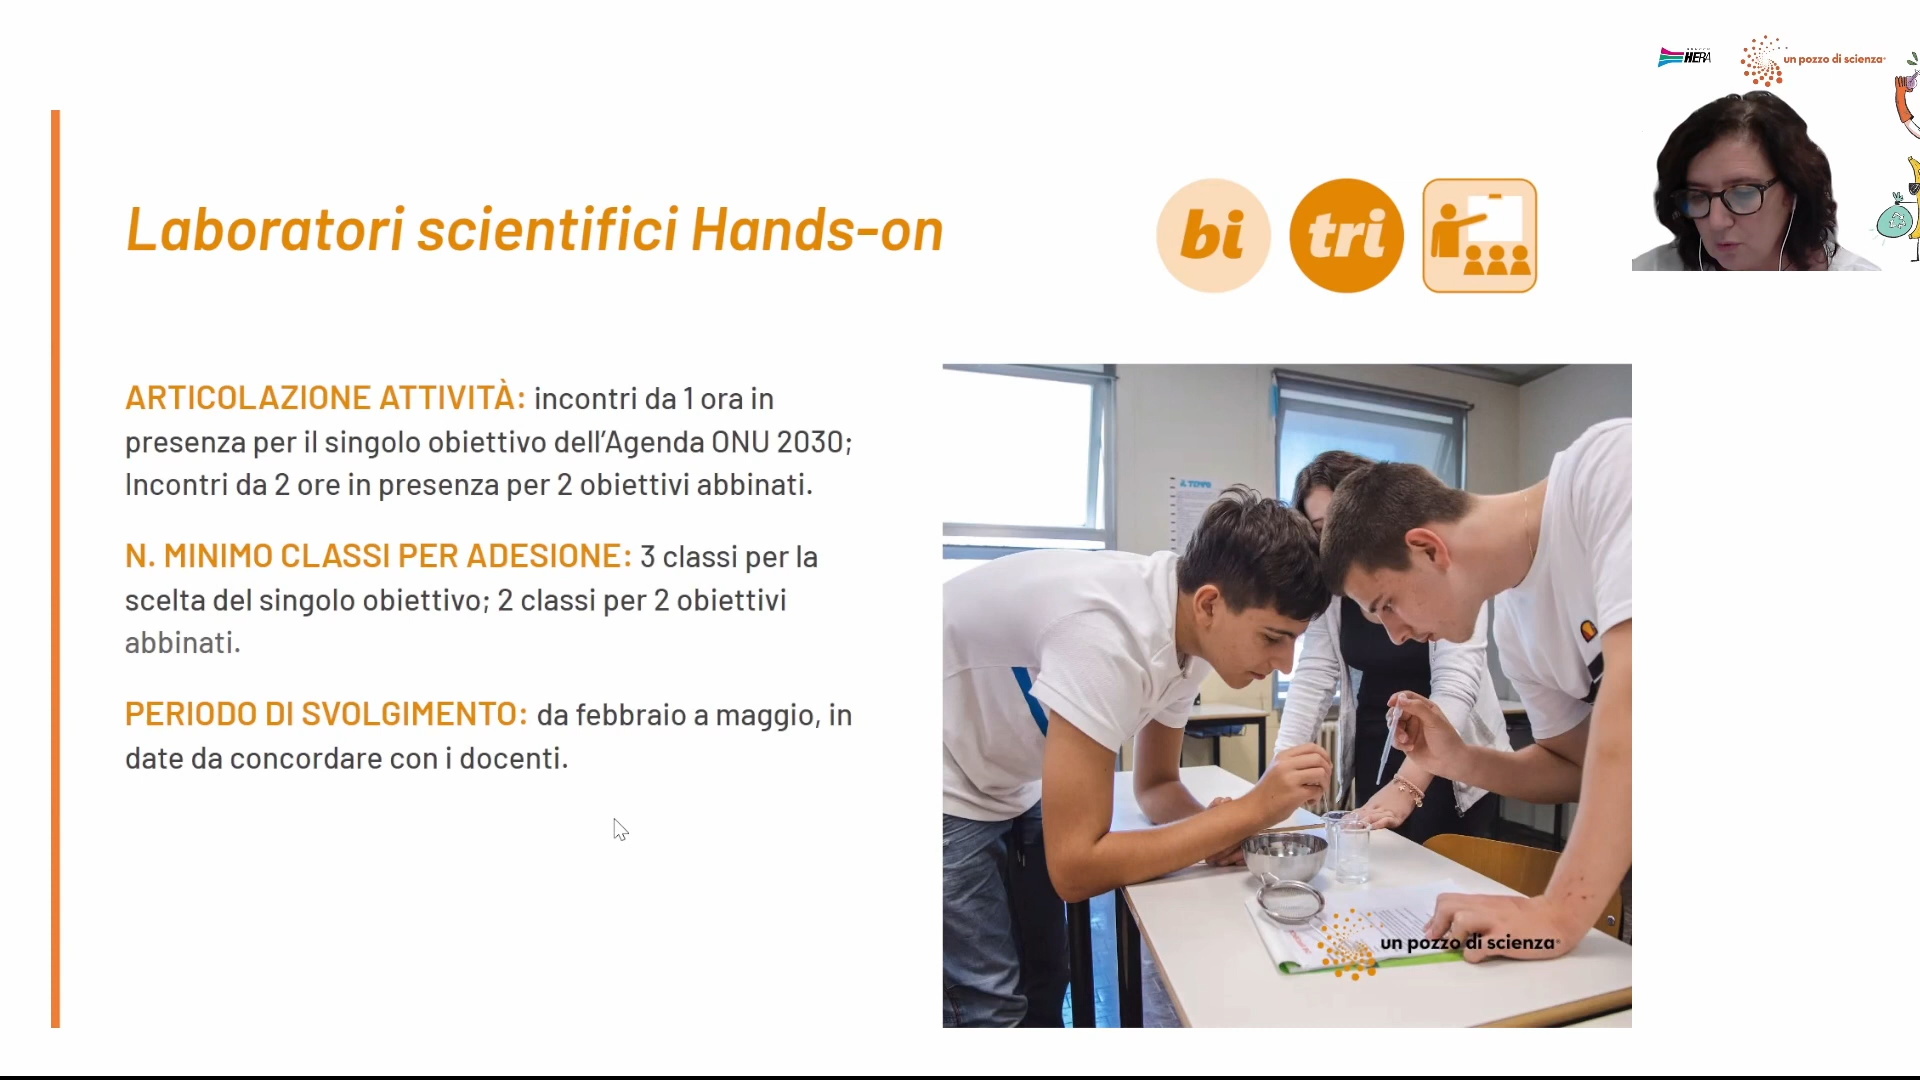 HERA
un pozzo di scienza
Laboratori scientifici Hands-on
bi
tri
ARTICOLAZIONE ATTIVITÀ: incontri da 1 ora in
presenza per il singolo obiettivo dell’Agenda ONU 2030;
Incontri da 2 ore in presenza per 2 obiettivi abbinati.
N. MINIMO CLASSI PER ADESIONE: 3 classi per la
scelta del singolo obiettivo; 2 classi per 2 obiettivi
abbinati.
PERIODO DI SVOLGIMENTO: da febbraio a maggio, in
date da concordare con i docenti.
un pozzo di scienza